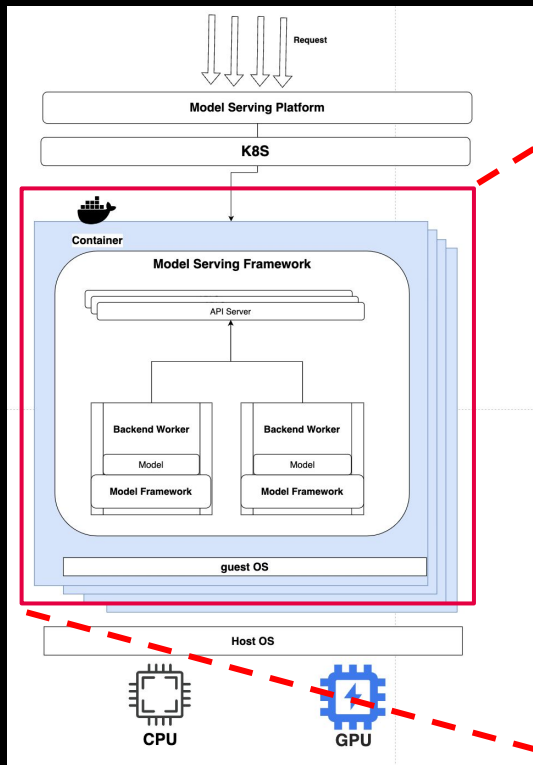 Request
Model Serving Platform
K8S
Container
Model Serving Framework
API Server
Backend Worker
Backend Worker
Model
Model
Model Framework
Model Framework
guest OS
Host OS
CPU
GPU